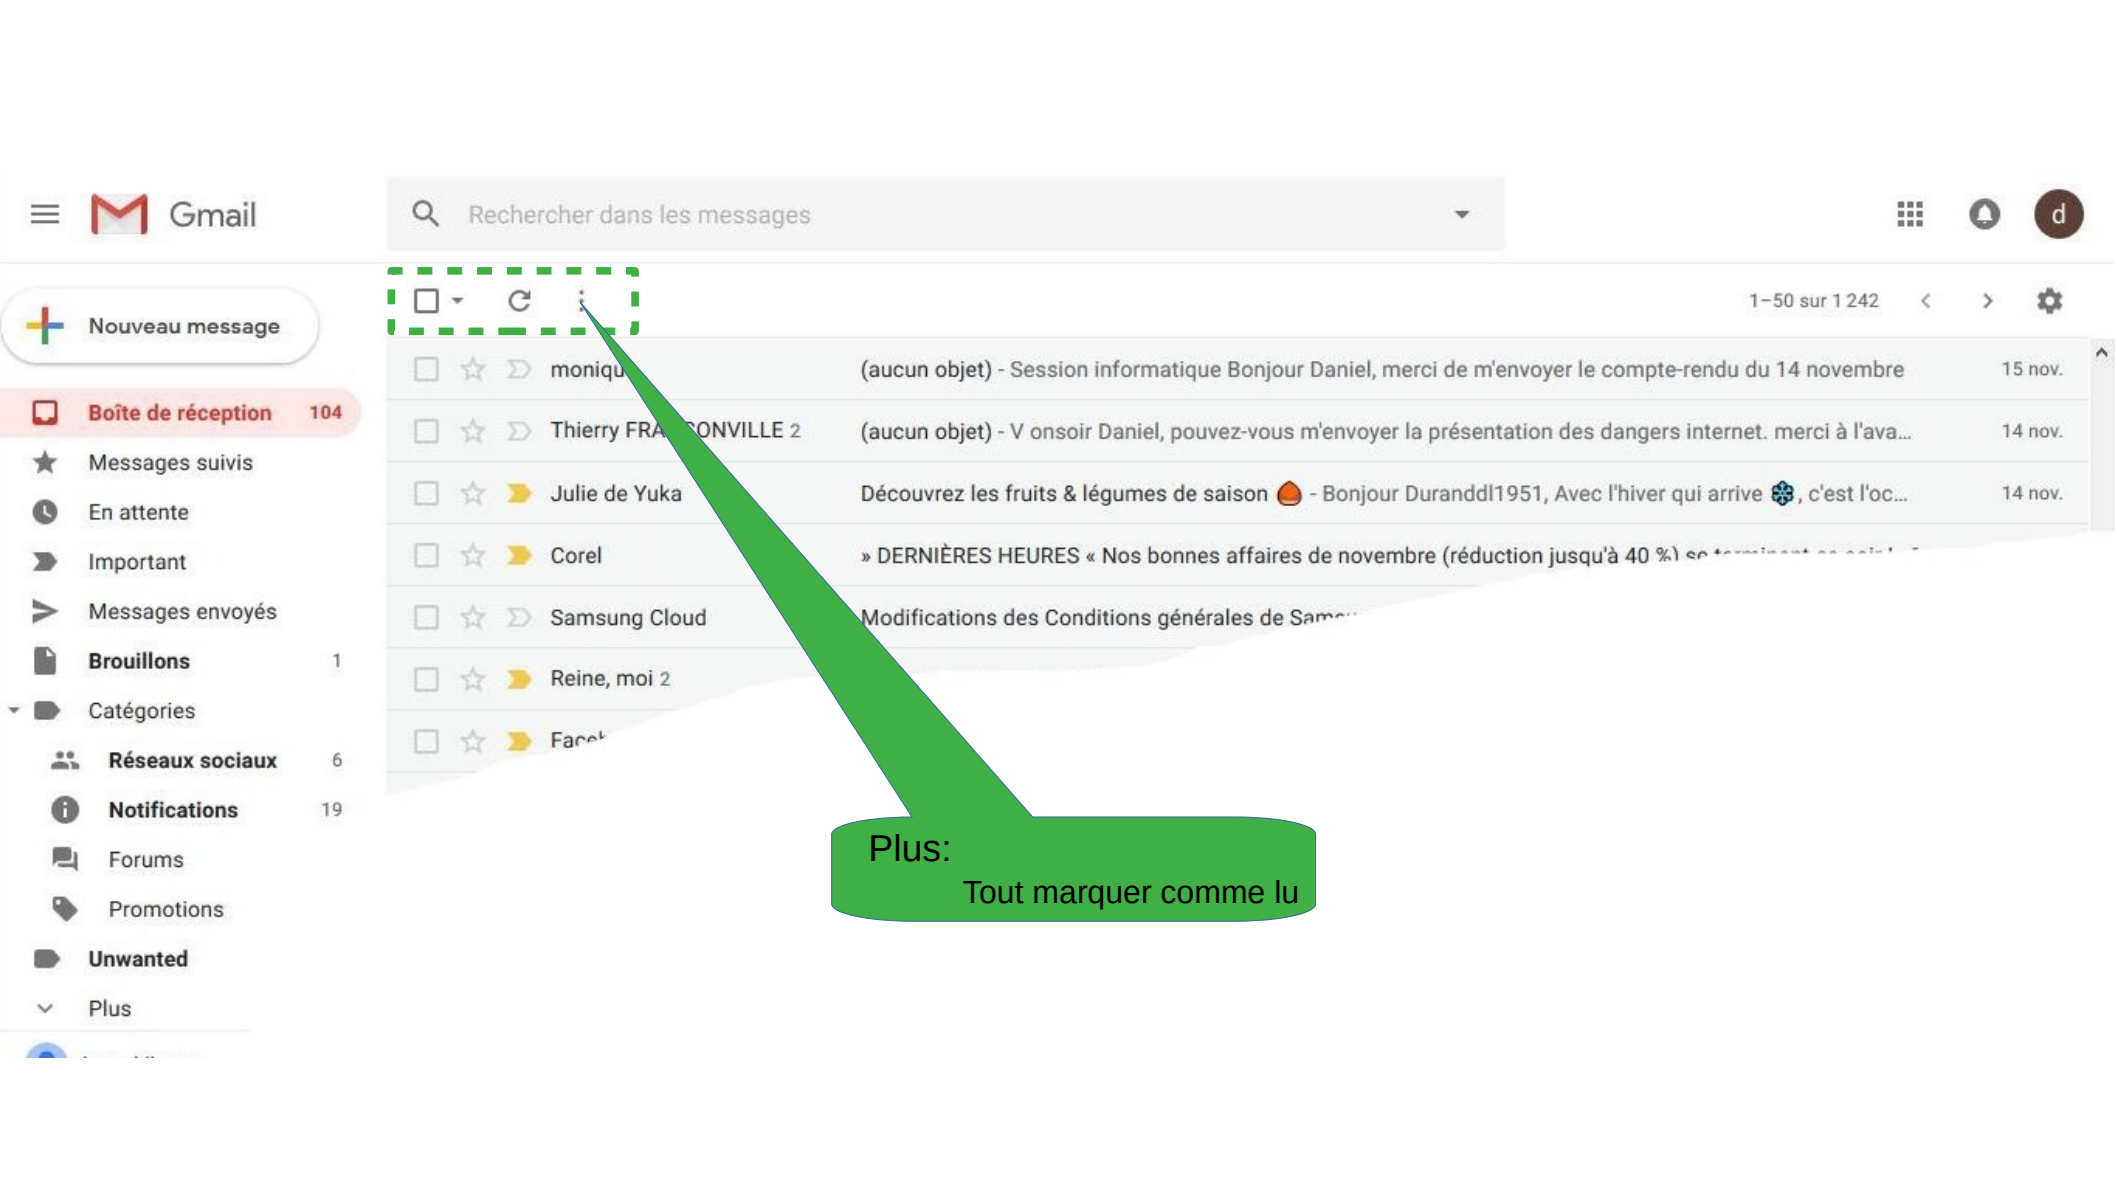 Gmail
Rechercher dans les messages
d
Nouveau message
1–50 sur 1 242
Boîte de réception 104
Messages suivis
En attente
Important
Messages envoyés
Brouillons 1
Catégories
Réseaux sociaux 6
Notifications 19
Forums
Promotions
Unwanted
Plus
(aucun objet) - Session informatique Bonjour Daniel, merci de m'envoyer le compte-rendu du 14 novembre 15 nov.
Thierry 2 (aucun objet) - V onsoir Daniel, pouvez-vous m'envoyer la présentation des dangers internet. merci à l'ava... 14 nov.
Julie de Yuka Découvrez les fruits & légumes de saison - Bonjour Duranddl1951, Avec l'hiver qui arrive , c'est l'oc... 14 nov.
Corel » DERNIÈRES HEURES « Nos bonnes affaires de novembre (réduction jusqu'à 40 %)
Samsung Cloud Modifications des Conditions générales de
Reine, moi 2
Plus:
Tout marquer comme lu